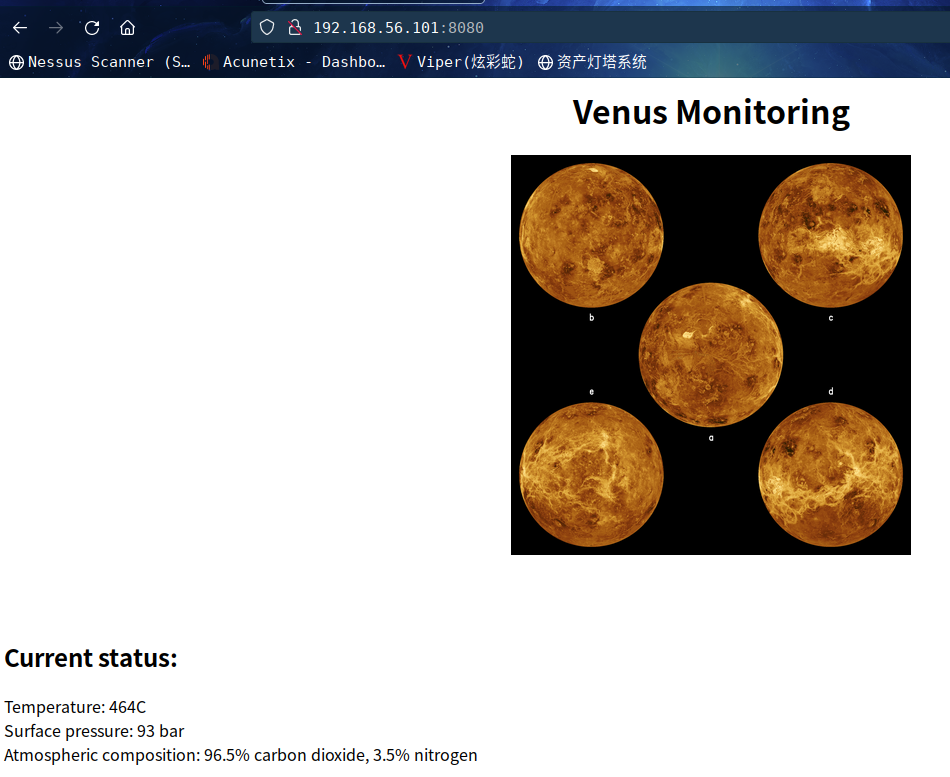 192.168.56.101:8080
Nessus Scanner (S… Acunetix - Dashbo… Viper(炫彩蛇) 资产灯塔系统
Venus Monitoring
b c
e d
a
Current status:
Temperature: 464C
Surface pressure: 93 bar
Atmospheric composition: 96.5% carbon dioxide, 3.5% nitrogen